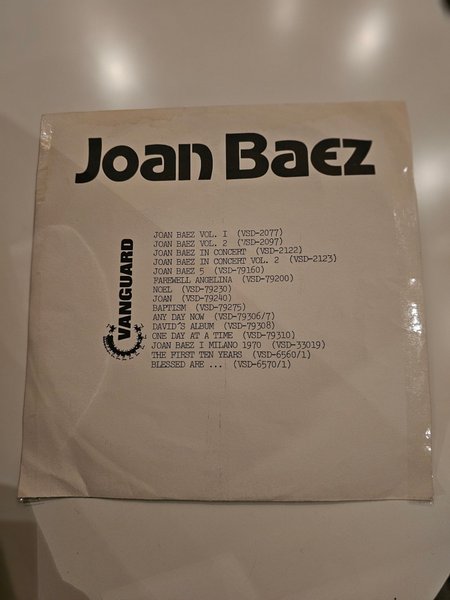 Joan Baez
VANGUARD
JOAN BAEZ VOL. I (VSD-2077)
JOAN BAEZ VOL. 2 (VSD-2097)
JOAN BAEZ IN CONCERT (VSD-2122)
JOAN BAEZ IN CONCERT VOL. 2 (VSD-2123)
JOAN BAEZ 5 (VSD-79160)
FAREWELL ANGELINA (VSD-79200)
NOEL (VSD-79230)
JOAN (VSD-79240)
BAPTISM (VSD-79275)
ANY DAY NOW (VSD-79306/7)
DAVID'S ALBUM (VSD-79308)
ONE DAY AT A TIME (VSD-79310)
JOAN BAEZ I MILANO 1970 (VSD-33019)
THE FIRST TEN YEARS (VSD-6560/1)
BLESSED ARE ... (VSD-6570/1)